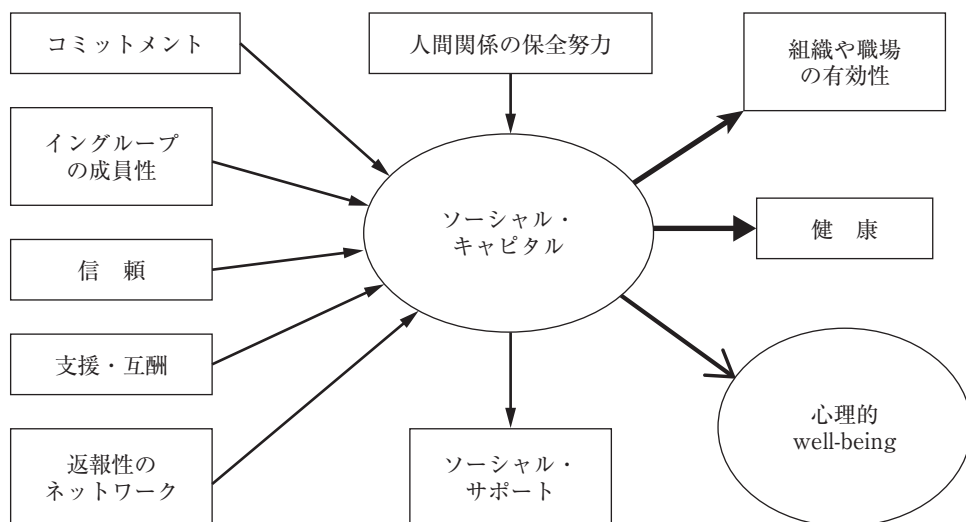 コミットメント
人間関係の保全努力
組織や職場
の有効性
イングループ
の成員性
ソーシャル・
キャピタル
健　康
信　頼
支援・互酬
心理的
well-being
返報性の
ネットワーク
ソーシャル・
サポート